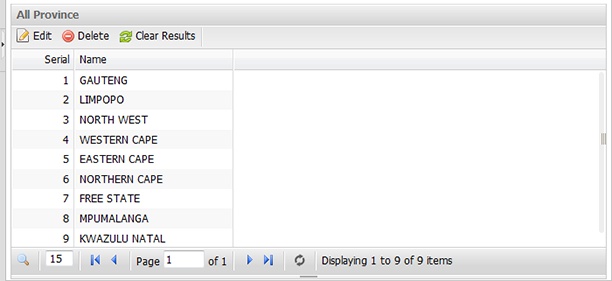 All Province
Edit Delete Clear Results
Serial Name
1 GAUTENG
2 LIMPOPO
3 NORTH WEST
4 WESTERN CAPE
5 EASTERN CAPE
6 NORTHERN CAPE
7 FREE STATE
8 MPUMALANGA
9 KWAZULU NATAL
15 Page 1 of 1 Displaying 1 to 9 of 9 items